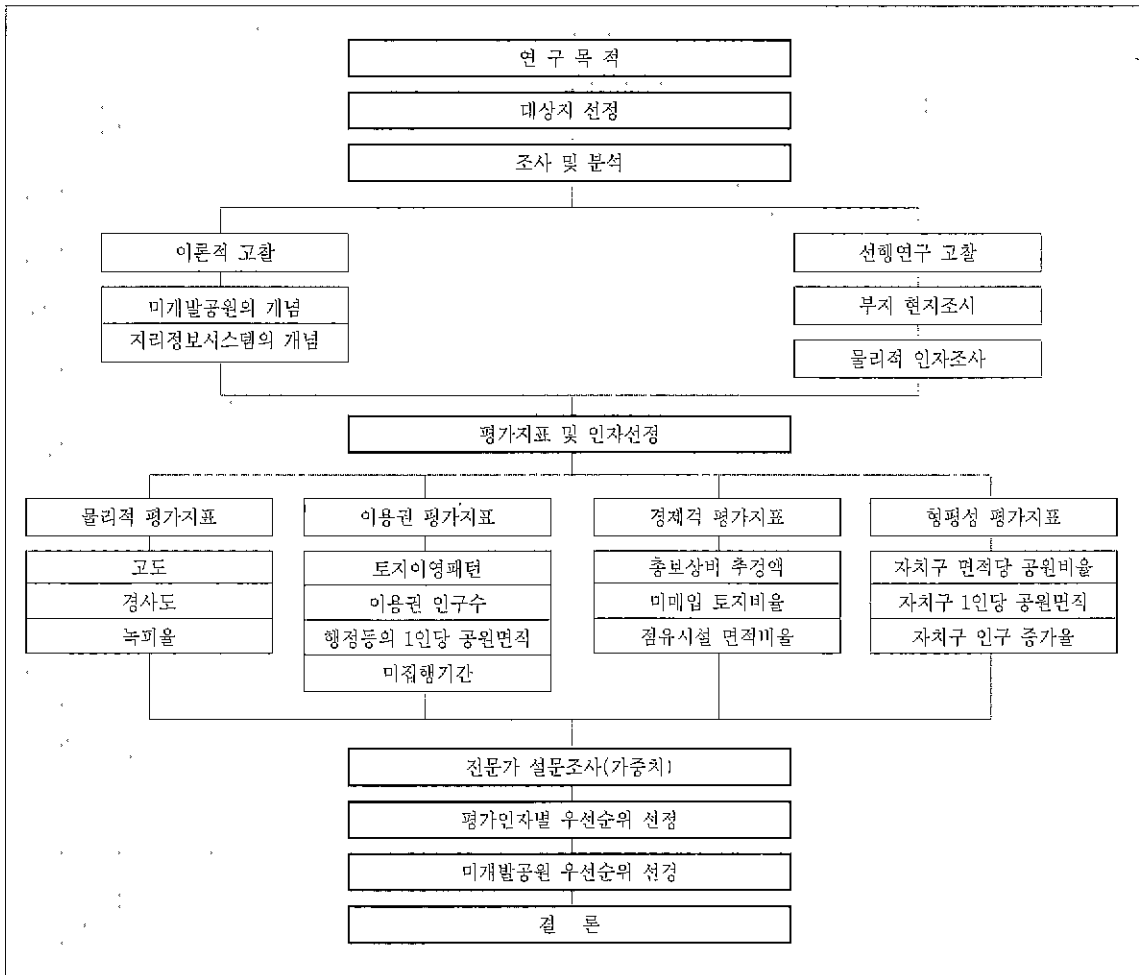 연 구 목 적
대상지 선정
조사 및 분석
이론적 고찰
선행연구 고찰
미개발공원의 개념
지리정보시스템의 개념
부지 현지조시
물리적 인자조사
평가지표 및 인자선정
물리적 평가지표
이용권 평가지표
경제적 평가지표
형평성 평가지표
고도
경사도
녹피율
토지이영패턴
이용권 인구수
행정등의 1인당 공원면직
미집행기간
총보상비 추정액
미매입 토지비율
점유시설 면적비율
자치구 면적당 공원비율
자치구 1인당 공원면직
자치구 인구 증가율
전문가 설문조사(가중치)
평가인자별 우선순위 선정
미개발공원 우선순위 선정
결 론